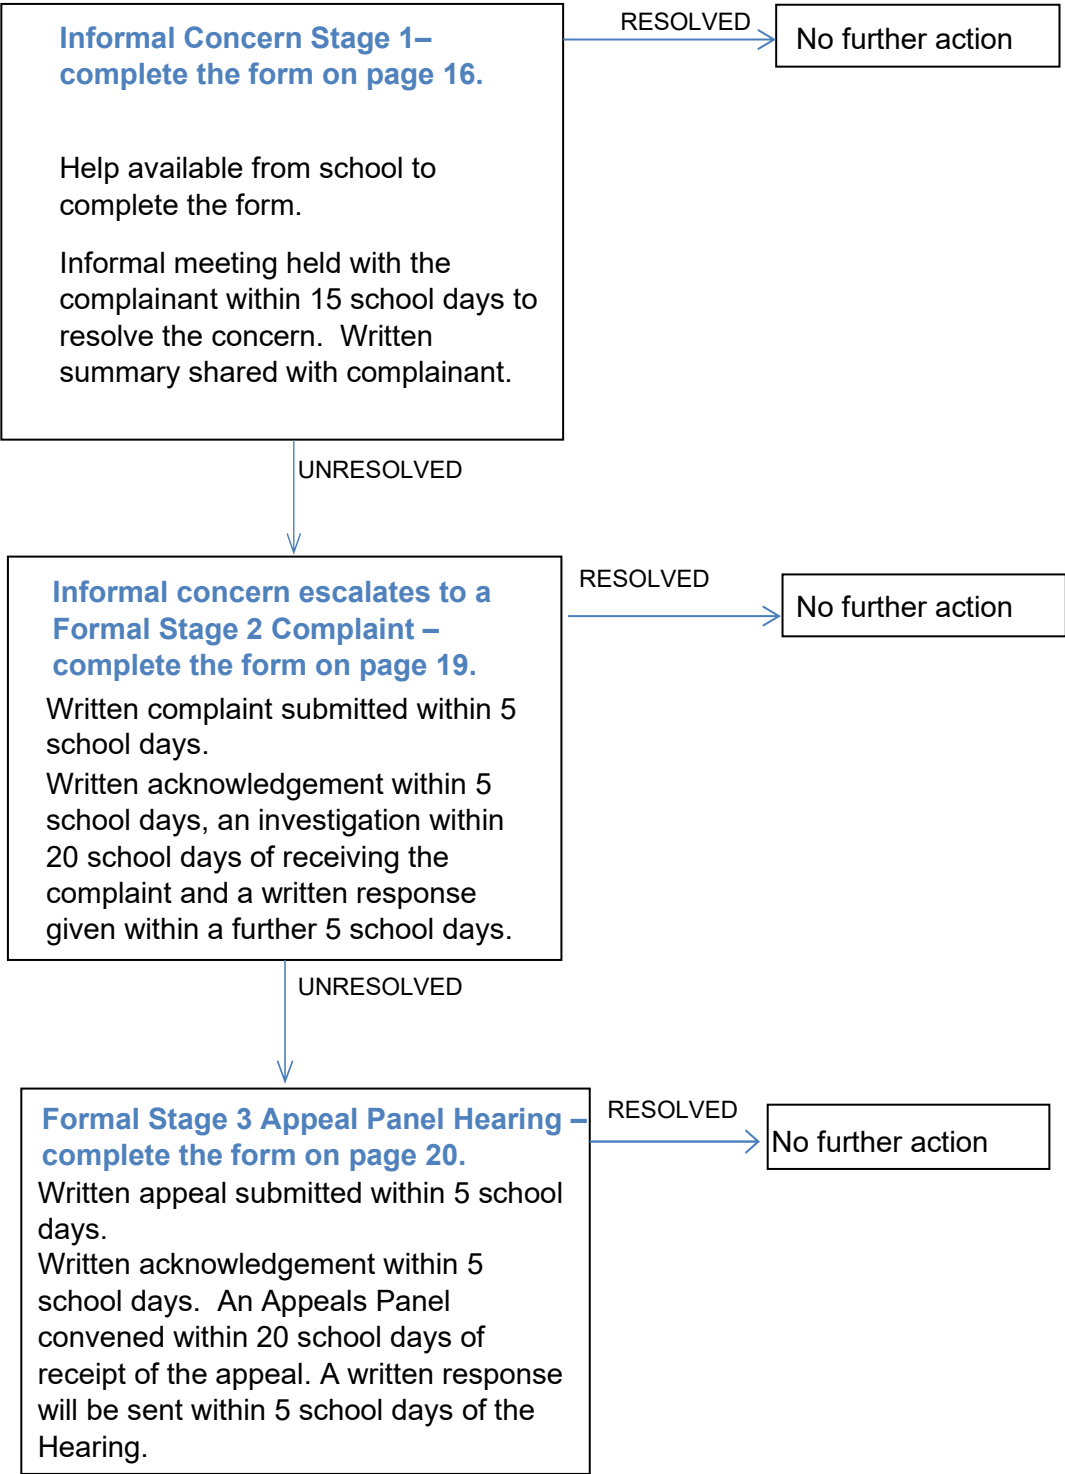 Informal Concern Stage 1–
complete the form on page 16.
Help available from school to
complete the form.
Informal meeting held with the
complainant within 15 school days to
resolve the concern.  Written
summary shared with complainant.
RESOLVED
No further action
UNRESOLVED
Informal concern escalates to a
Formal Stage 2 Complaint –
complete the form on page 19.
Written complaint submitted within 5
school days.
Written acknowledgement within 5
school days, an investigation within
20 school days of receiving the
complaint and a written response
given within a further 5 school days.
RESOLVED
No further action
UNRESOLVED
Formal Stage 3 Appeal Panel Hearing –
complete the form on page 20.
Written appeal submitted within 5 school
days.
Written acknowledgement within 5
school days.  An Appeals Panel
convened within 20 school days of
receipt of the appeal. A written response
will be sent within 5 school days of the
Hearing.
RESOLVED
No further action